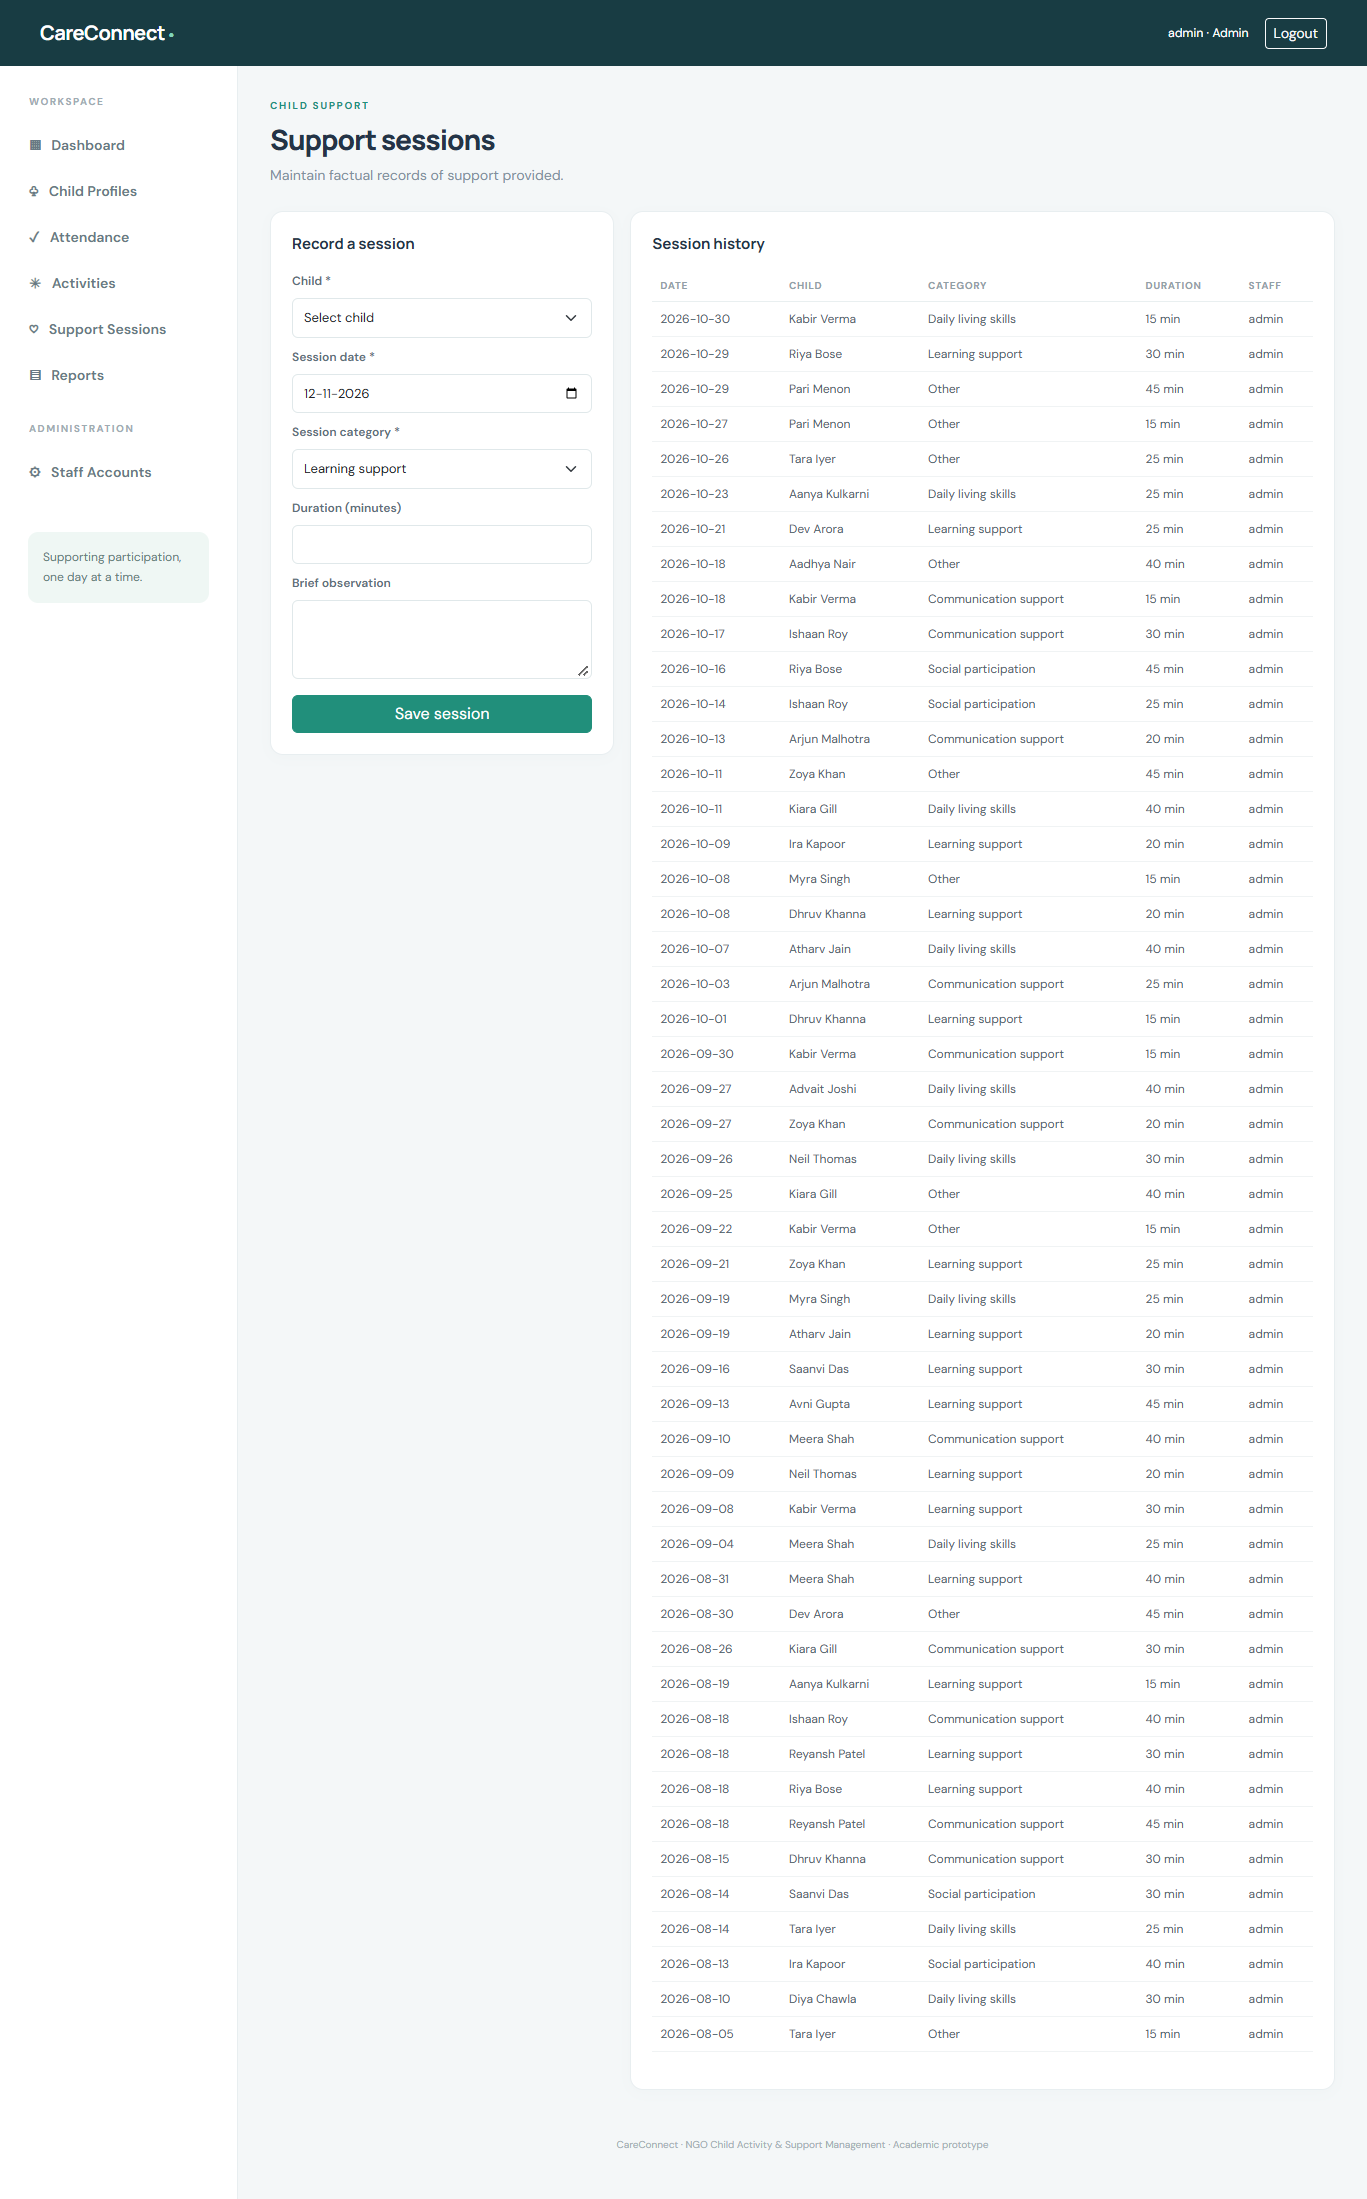 CareConnect
admin · Admin
Logout
WORKSPACE
Dashboard
Child Profiles
Attendance
Activities
Support Sessions
Reports
ADMINISTRATION
Staff Accounts
Supporting participation,
one day at a time.
CHILD SUPPORT
Support sessions
Maintain factual records of support provided.
Record a session
Child *
Select child
Session date *
12-11-2026
Session category *
Learning support
Duration (minutes)
Brief observation
Save session
Session history
DATE CHILD CATEGORY DURATION STAFF
2026-10-30 Kabir Verma Daily living skills 15 min admin
2026-10-29 Riya Bose Learning support 30 min admin
2026-10-29 Pari Menon Other 45 min admin
2026-10-27 Pari Menon Other 15 min admin
2026-10-26 Tara Iyer Other 25 min admin
2026-10-23 Aanya Kulkarni Daily living skills 25 min admin
2026-10-21 Dev Arora Learning support 25 min admin
2026-10-18 Aadhya Nair Other 40 min admin
2026-10-18 Kabir Verma Communication support 15 min admin
2026-10-17 Ishaan Roy Communication support 30 min admin
2026-10-16 Riya Bose Social participation 45 min admin
2026-10-14 Ishaan Roy Social participation 25 min admin
2026-10-13 Arjun Malhotra Communication support 20 min admin
2026-10-11 Zoya Khan Other 45 min admin
2026-10-11 Kiara Gill Daily living skills 40 min admin
2026-10-09 Ira Kapoor Learning support 20 min admin
2026-10-08 Myra Singh Other 15 min admin
2026-10-08 Dhruv Khanna Learning support 20 min admin
2026-10-07 Atharv Jain Daily living skills 40 min admin
2026-10-03 Arjun Malhotra Communication support 25 min admin
2026-10-01 Dhruv Khanna Learning support 15 min admin
2026-09-30 Kabir Verma Communication support 15 min admin
2026-09-27 Advait Joshi Daily living skills 40 min admin
2026-09-27 Zoya Khan Communication support 20 min admin
2026-09-26 Neil Thomas Daily living skills 30 min admin
2026-09-25 Kiara Gill Other 40 min admin
2026-09-22 Kabir Verma Other 15 min admin
2026-09-21 Zoya Khan Learning support 25 min admin
2026-09-19 Myra Singh Daily living skills 25 min admin
2026-09-19 Atharv Jain Learning support 20 min admin
2026-09-16 Saanvi Das Learning support 30 min admin
2026-09-13 Avni Gupta Learning support 45 min admin
2026-09-10 Meera Shah Communication support 40 min admin
2026-09-09 Neil Thomas Learning support 20 min admin
2026-09-08 Kabir Verma Learning support 30 min admin
2026-09-04 Meera Shah Daily living skills 25 min admin
2026-08-31 Meera Shah Learning support 40 min admin
2026-08-30 Dev Arora Other 45 min admin
2026-08-26 Kiara Gill Communication support 30 min admin
2026-08-19 Aanya Kulkarni Learning support 15 min admin
2026-08-18 Ishaan Roy Communication support 40 min admin
2026-08-18 Reyansh Patel Learning support 30 min admin
2026-08-18 Riya Bose Learning support 40 min admin
2026-08-18 Reyansh Patel Communication support 45 min admin
2026-08-15 Dhruv Khanna Communication support 30 min admin
2026-08-14 Saanvi Das Social participation 30 min admin
2026-08-14 Tara Iyer Daily living skills 25 min admin
2026-08-13 Ira Kapoor Social participation 40 min admin
2026-08-10 Diya Chawla Daily living skills 30 min admin
2026-08-05 Tara Iyer Other 15 min admin
CareConnect · NGO Child Activity & Support Management · Academic prototype